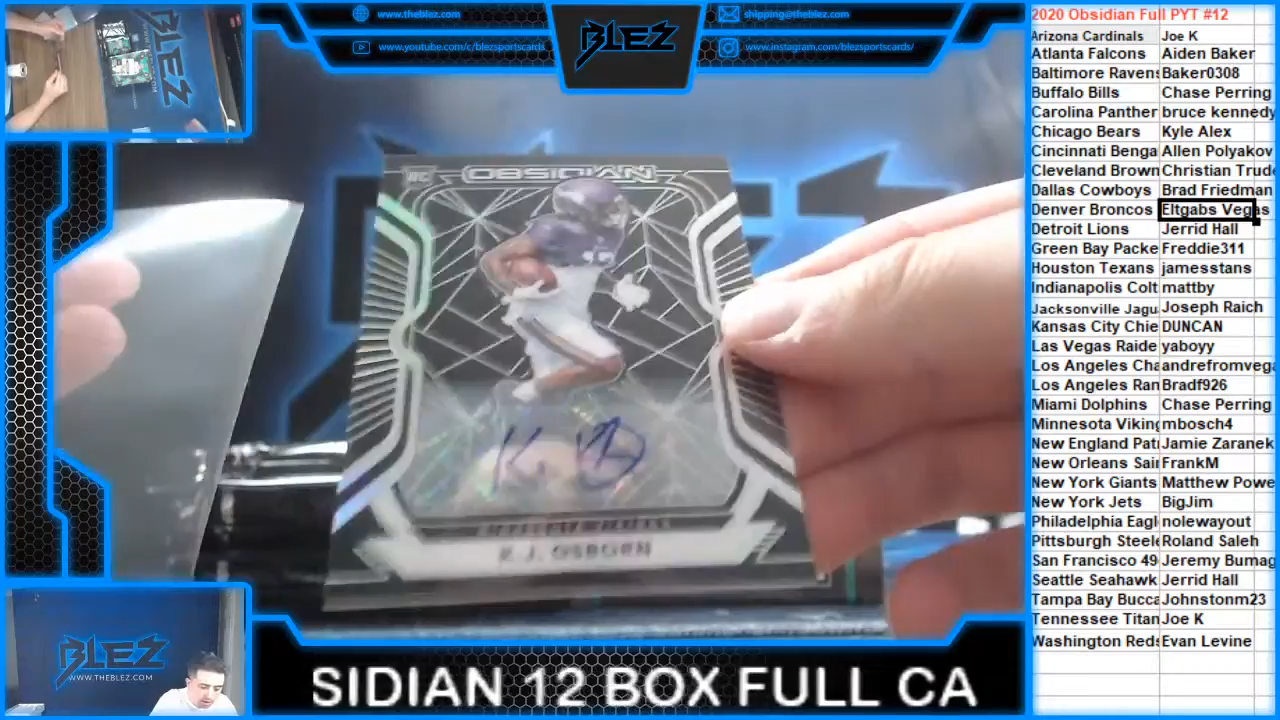 www.theblez.com
www.youtube.com/c/blezsportscards
BLEZ
shipping@theblez.com
www.instagram.com/blezsportscards/
BLEZ
RC
OBSIDIAN
K. J. OSBORN
BLEZ
WWW.THEBLEZ.COM
SIDIAN 12 BOX FULL CA
2020 Obsidian Full PYT #12
Arizona Cardinals Joe K
Atlanta Falcons Aiden Baker
Baltimore Ravens Baker0308
Buffalo Bills Chase Perring
Carolina Panther bruce kennedy
Chicago Bears Kyle Alex
Cincinnati Benga Allen Polyakov
Cleveland Brown Christian Trude
Dallas Cowboys Brad Friedman
Denver Broncos Eltgabs Vegas
Detroit Lions Jerrid Hall
Green Bay Packe Freddie311
Houston Texans jamesstans
Indianapolis Colt mattby
Jacksonville Jagu Joseph Raich
Kansas City Chie DUNCAN
Las Vegas Raide yaboyy
Los Angeles Cha andrefromvega
Los Angeles Ran Bradf926
Miami Dolphins Chase Perring
Minnesota Viking mbosch4
New England Pat Jamie Zaranek
New Orleans Sai FrankM
New York Giants Matthew Powe
New York Jets BigJim
Philadelphia Eagl nolewayout
Pittsburgh Steele Roland Saleh
San Francisco 49 Jeremy Bumag
Seattle Seahawk Jerrid Hall
Tampa Bay Bucca Johnstonm23
Tennessee Titan Joe K
Washington Reds Evan Levine